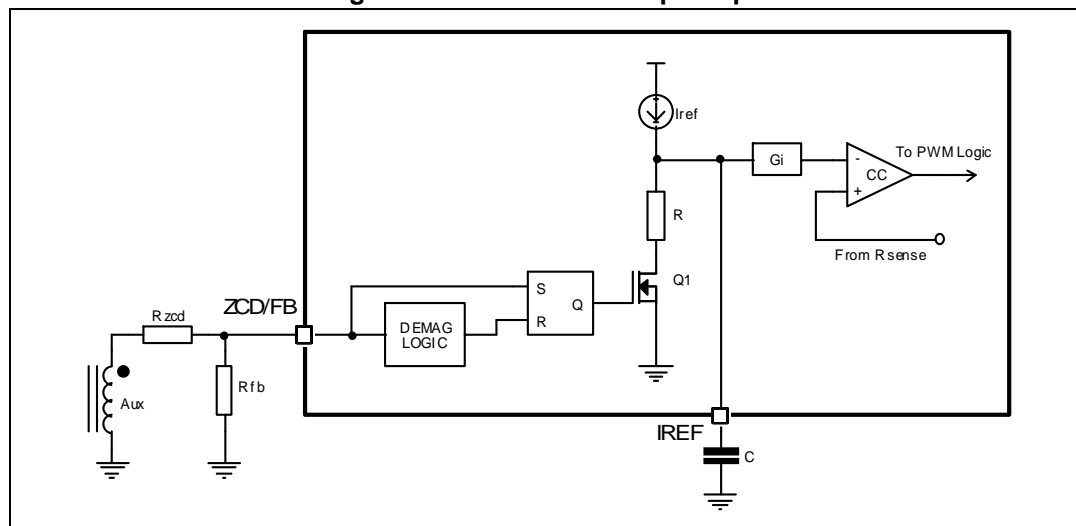 Iref
Gi
-
CC
+
To PWM Logic
From Rsense
R
Q1
S
R
Q
DEMAG
LOGIC
ZCD/FB
Rzcd
Rfb
Aux
IREF
C